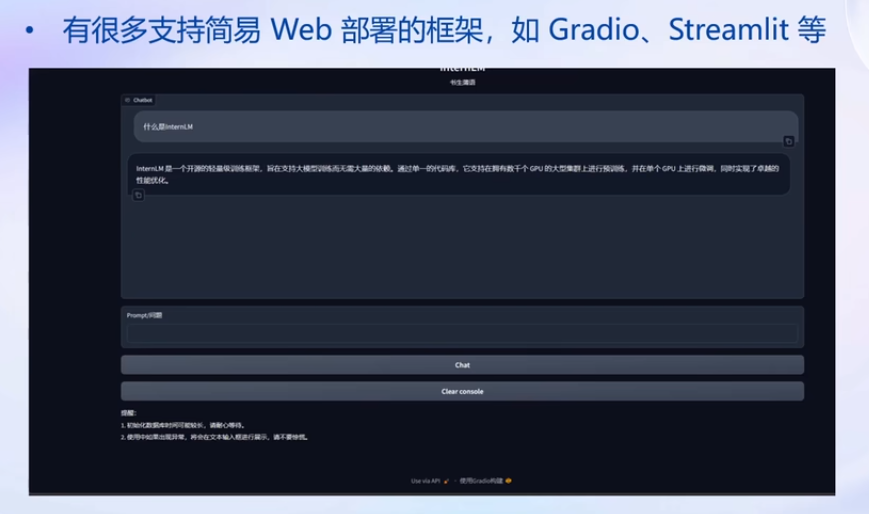 • 有很多支持简易 Web 部署的框架，如 Gradio、Streamlit 等
InternLM
书生浦语
Chatbot
什么是InternLM
InternLM 是一个开源的轻量级训练框架，旨在支持大模型训练而无需大量的依赖。通过单一的代码库，它支持在拥有数千个 GPU 的大型集群上进行预训练，并在单个 GPU 上进行微调，同时实现了卓越的
性能优化。
Prompt/问题
Chat
Clear console
提醒：
1. 初始化数据库时间可能较长，请耐心等待。
2. 使用中如果出现异常，将会在文本输入框进行展示，请不要惊慌。
Use via API · 使用Gradio构建